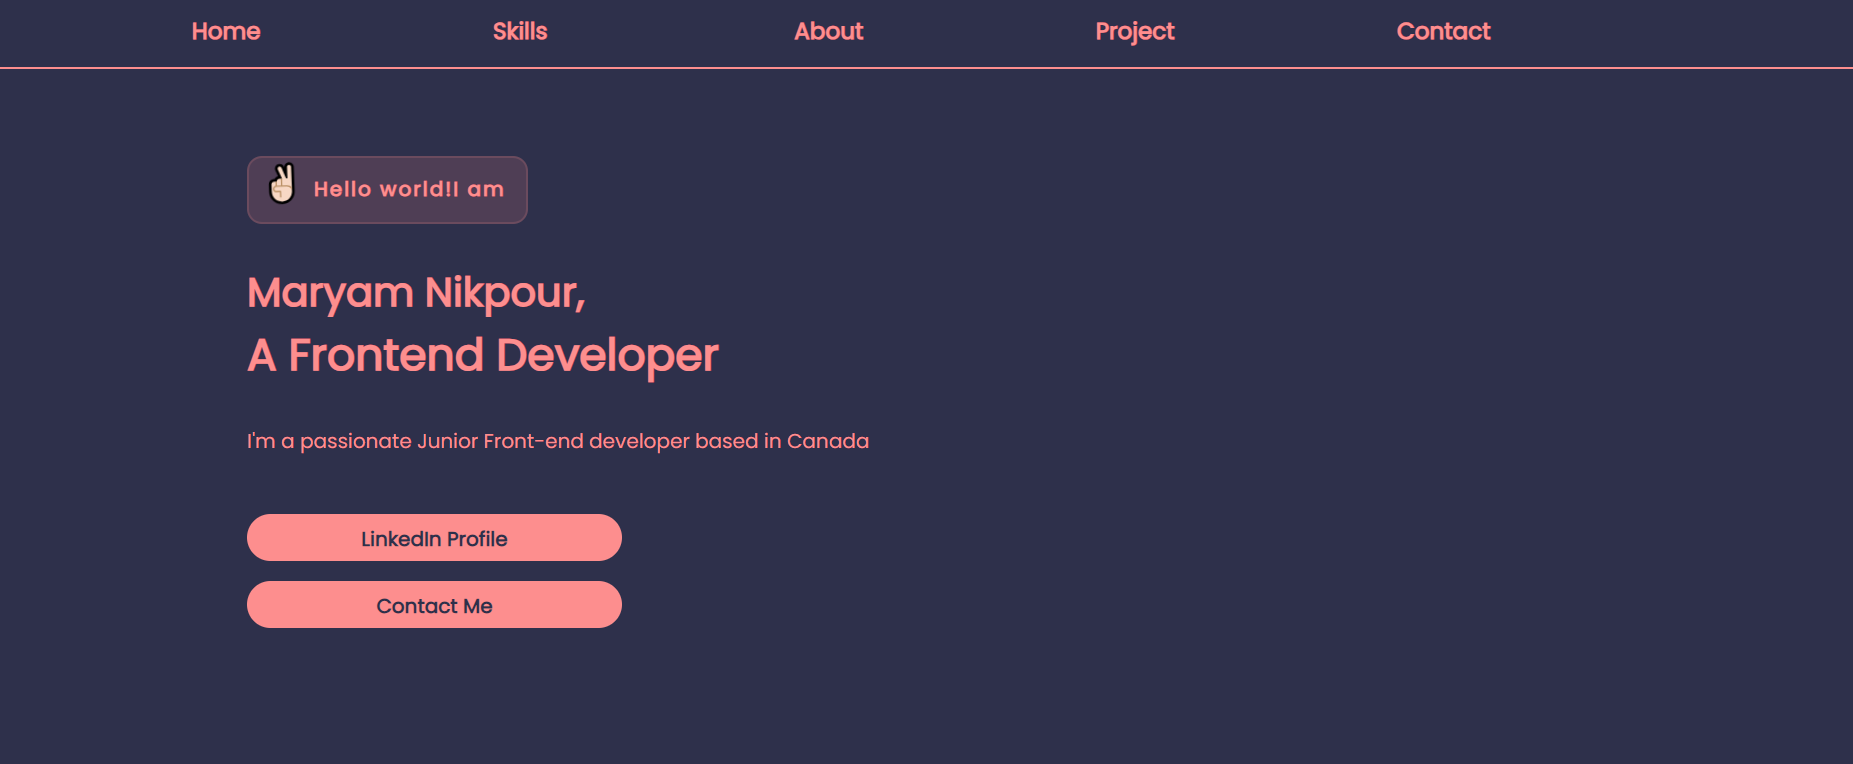 Home Skills About Project Contact
Hello world!I am
Maryam Nikpour,
A Frontend Developer
I'm a passionate Junior Front-end developer based in Canada
LinkedIn Profile
Contact Me